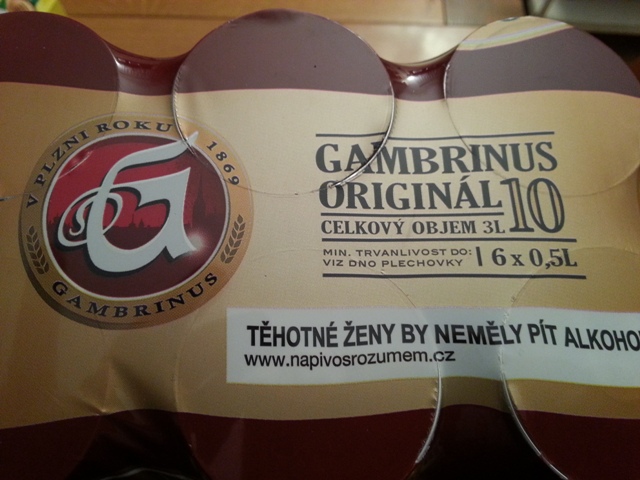 V PLZNI ROKU 1869
GAMBRINUS
GAMBRINUS
ORIGINÁL 10
CELKOVÝ OBJEM 3L
MIN. TRVANLIVOST DO:
VIZ DNO PLECHOVKY
6 x 0,5L
TĚHOTNÉ ŽENY BY NEMĚLY PÍT ALKOHO
www.napivosrozumem.cz